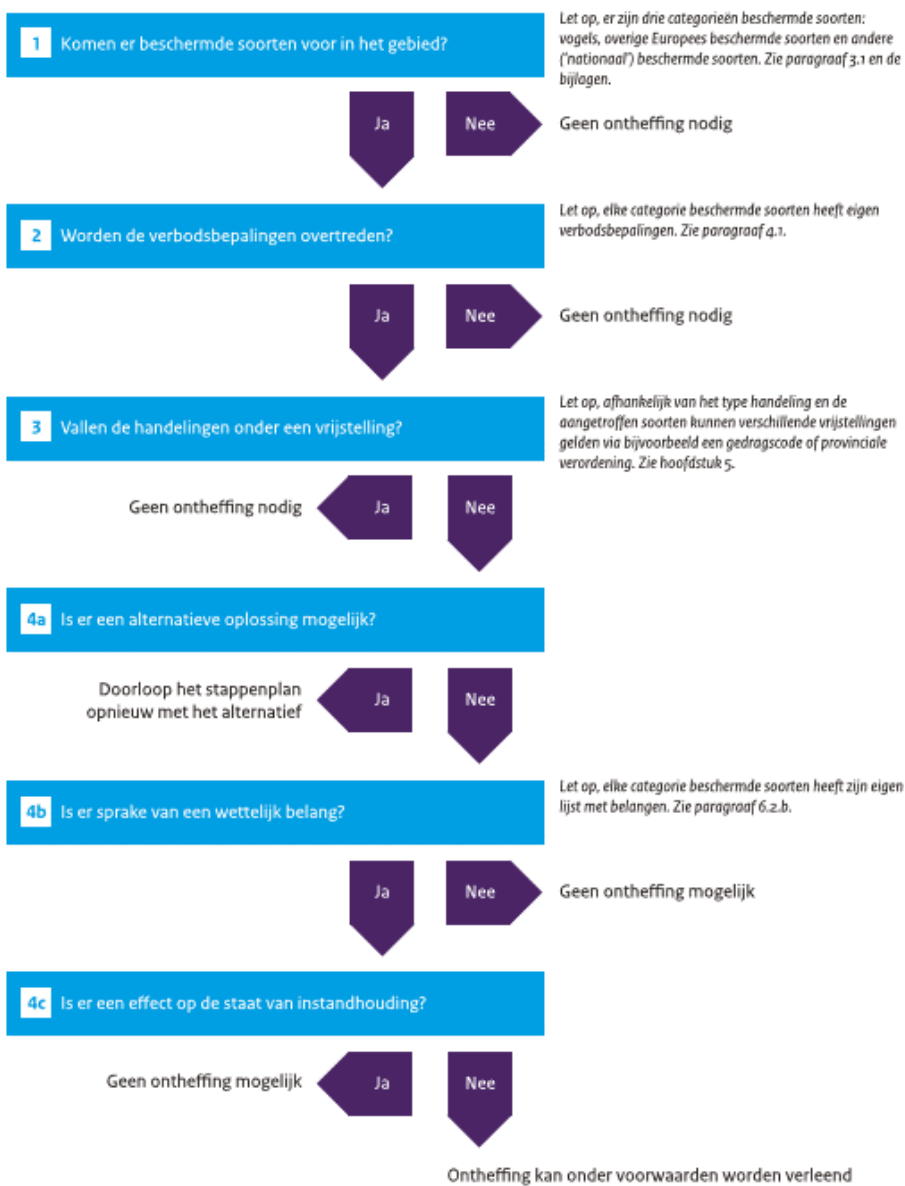 1 Komen er beschermde soorten voor in het gebied?
Let op, er zijn drie categorieën beschermde soorten:
vogels, overige Europees beschermde soorten en andere
('nationaal') beschermde soorten. Zie paragraaf 3.1 en de
bijlagen.
Ja
Nee
Geen ontheffing nodig
2 Worden de verbodsbepalingen overtreden?
Let op, elke categorie beschermde soorten heeft eigen
verbodsbepalingen. Zie paragraaf 4.1.
Ja
Nee
Geen ontheffing nodig
3 Vallen de handelingen onder een vrijstelling?
Let op, afhankelijk van het type handeling en de
aangetroffen soorten kunnen verschillende vrijstellingen
gelden via bijvoorbeeld een gedragscode of provinciale
verordening. Zie hoofdstuk 5.
Geen ontheffing nodig
Ja
Nee
4a Is er een alternatieve oplossing mogelijk?
Doorloop het stappenplan
opnieuw met het alternatief
Ja
Nee
4b Is er sprake van een wettelijk belang?
Let op, elke categorie beschermde soorten heeft zijn eigen
lijst met belangen. Zie paragraaf 6.2.b.
Ja
Nee
Geen ontheffing mogelijk
4c Is er een effect op de staat van instandhouding?
Geen ontheffing mogelijk
Ja
Nee
Ontheffing kan onder voorwaarden worden verleend